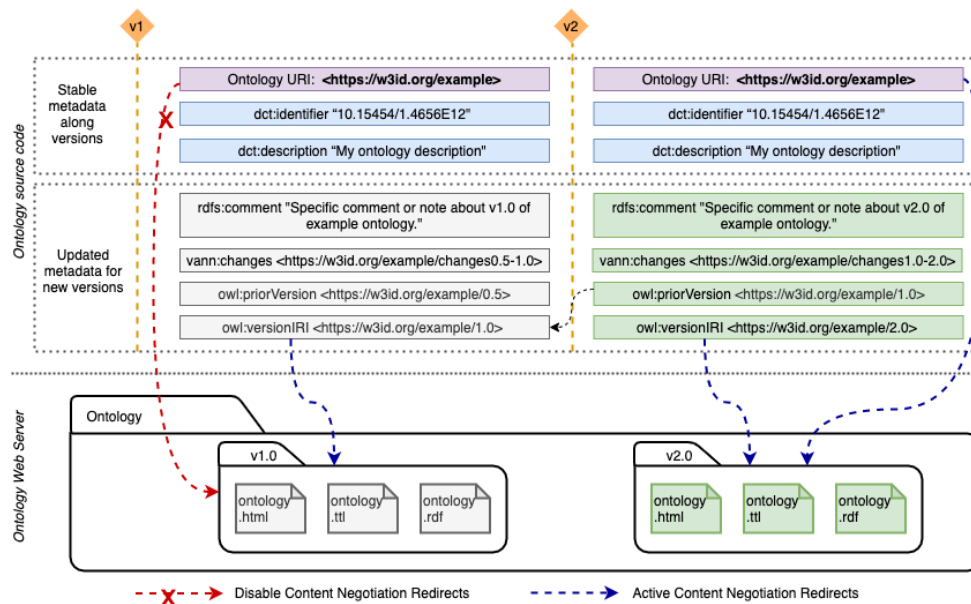 v1
v2
Ontology source code
Stable
metadata
along
versions
Ontology URI: <https://w3id.org/example>
dct:identifier “10.15454/1.4656E12"
dct:description “My ontology description"
Ontology URI: <https://w3id.org/example>
dct:identifier “10.15454/1.4656E12"
dct:description “My ontology description"
Updated
metadata for
new versions
rdfs:comment "Specific comment or note about v1.0 of
example ontology."
vann:changes <https://w3id.org/example/changes0.5-1.0>
owl:priorVersion <https://w3id.org/example/0.5>
owl:versionIRI <https://w3id.org/example/1.0>
rdfs:comment "Specific comment or note about v2.0 of
example ontology."
vann:changes <https://w3id.org/example/changes1.0-2.0>
owl:priorVersion <https://w3id.org/example/1.0>
owl:versionIRI <https://w3id.org/example/2.0>
Ontology Web Server
Ontology
v1.0
ontology
.html
ontology
.ttl
ontology
.rdf
v2.0
ontology
.html
ontology
.ttl
ontology
.rdf
X
X
Disable Content Negotiation Redirects
Active Content Negotiation Redirects